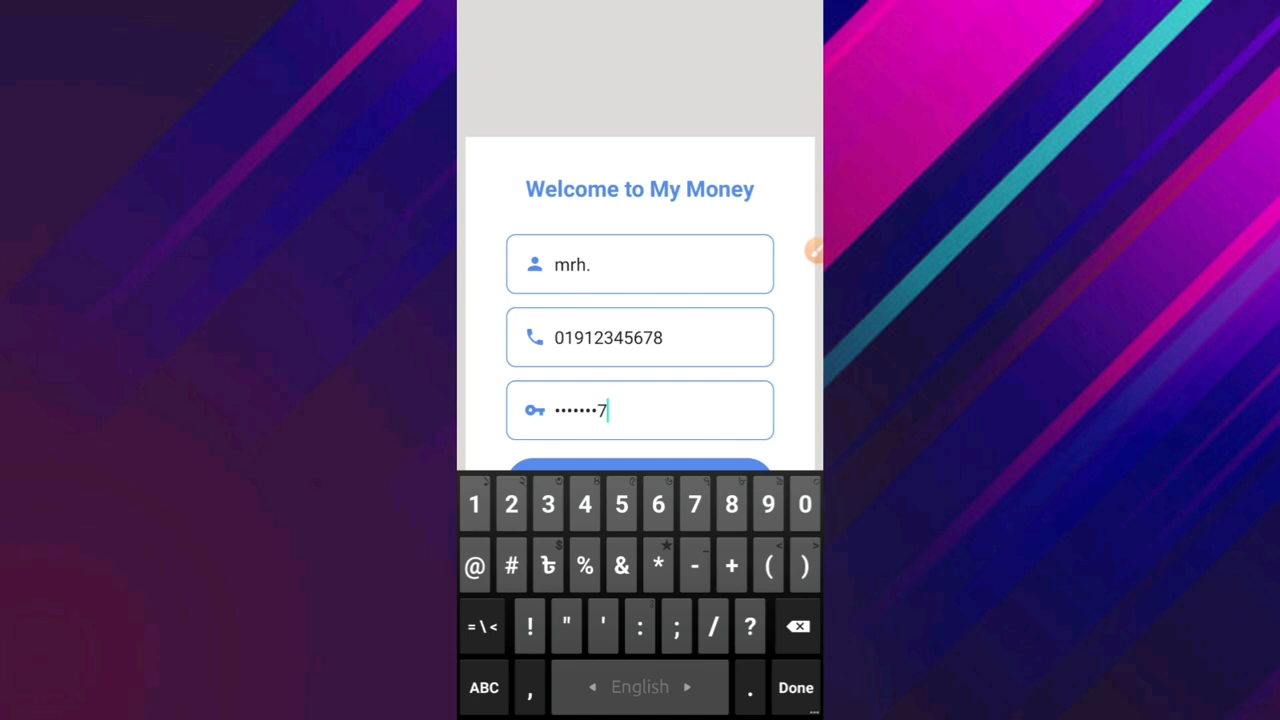 Welcome to My Money
mrh.
01912345678
•••••••7
1 2 3 4 5 6 7 8 9 0
@ # ৳ % & * - + ( )
= \ < ! " ' : ; / ?
ABC , English . Done